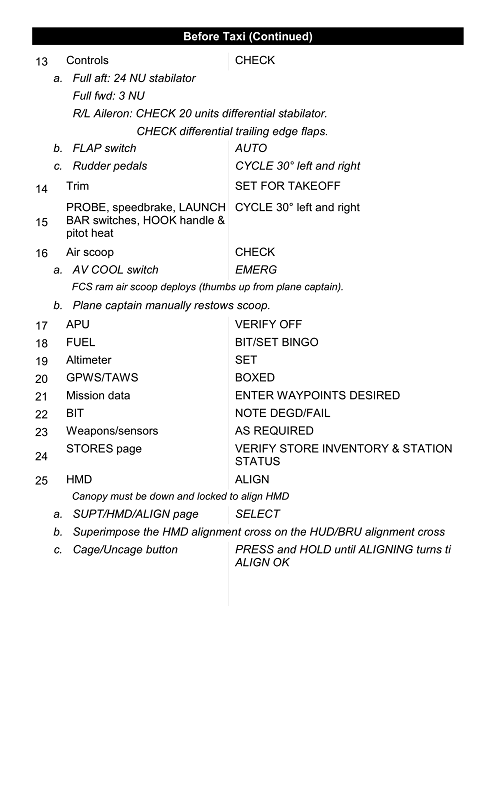 Before Taxi (Continued)
13 Controls CHECK
a. Full aft: 24 NU stabilator
Full fwd: 3 NU
R/L Aileron: CHECK 20 units differential stabilator.
CHECK differential trailing edge flaps.
b. FLAP switch AUTO
c. Rudder pedals CYCLE 30° left and right
14 Trim SET FOR TAKEOFF
PROBE, speedbrake, LAUNCH CYCLE 30° left and right
15 BAR switches, HOOK handle &
pitot heat
16 Air scoop CHECK
a. AV COOL switch EMERG
FCS ram air scoop deploys (thumbs up from plane captain).
b. Plane captain manually restows scoop.
17 APU VERIFY OFF
18 FUEL BIT/SET BINGO
19 Altimeter SET
20 GPWS/TAWS BOXED
21 Mission data ENTER WAYPOINTS DESIRED
22 BIT NOTE DEGD/FAIL
23 Weapons/sensors AS REQUIRED
24 STORES page VERIFY STORE INVENTORY & STATION
STATUS
25 HMD ALIGN
Canopy must be down and locked to align HMD
a. SUPT/HMD/ALIGN page SELECT
b. Superimpose the HMD alignment cross on the HUD/BRU alignment cross
c. Cage/Uncage button PRESS and HOLD until ALIGNING turns ti
ALIGN OK